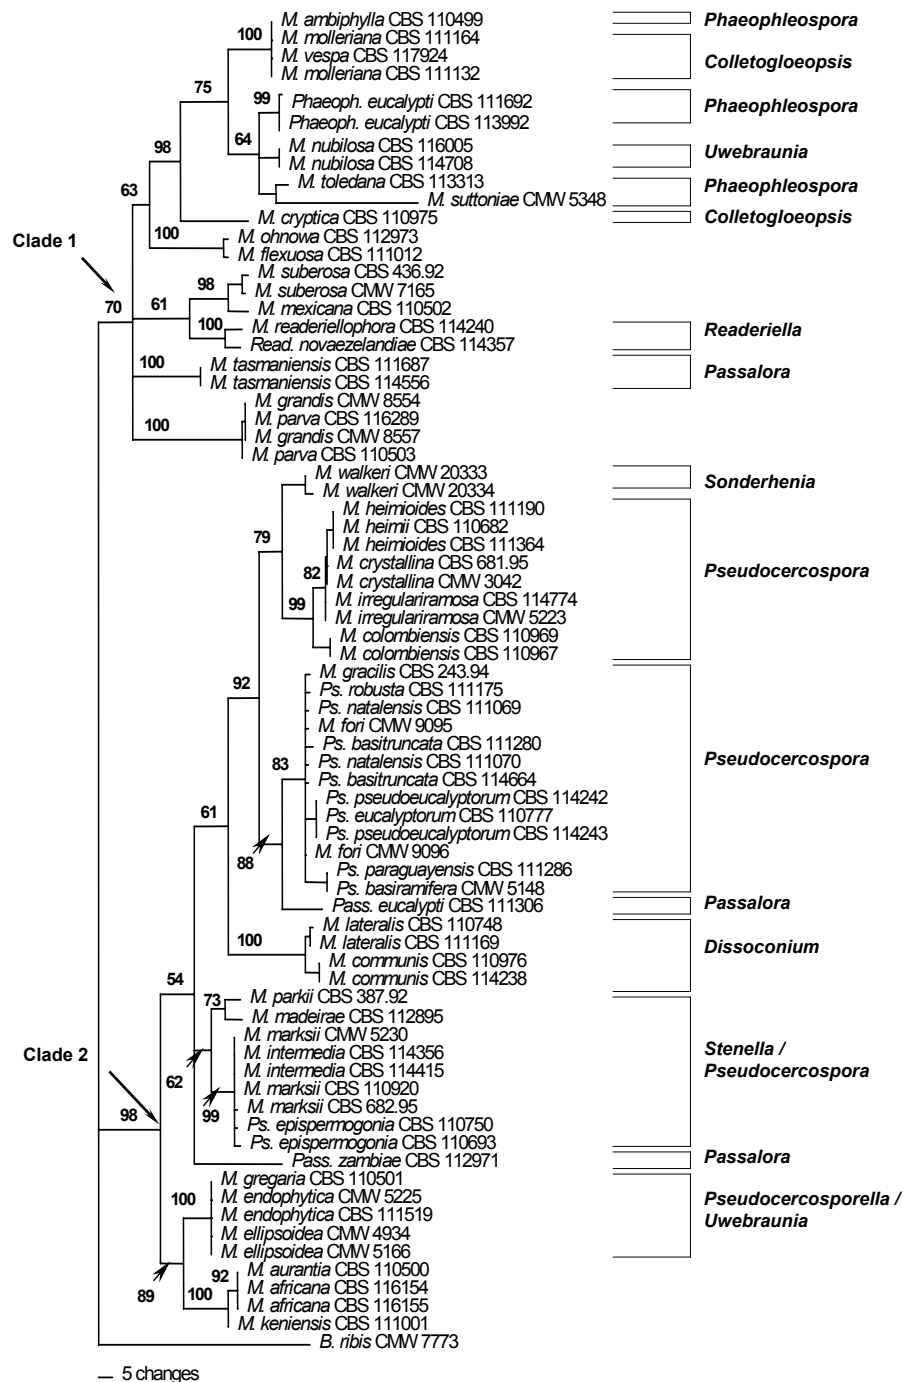 M. ambiphylla CBS 110499
Phaeophleospora
100
M. molleriana CBS 111164
M. vespa CBS 117924
Colletogloeopsis
M. molleriana CBS 111132
75
99
Phaeoph. eucalypti CBS 111692
Phaeophleospora
Phaeoph. eucalypti CBS 113992
64
M. nubilosa CBS 116005
Uwebraunia
M. nubilosa CBS 114708
98
M. toledana CBS 113313
Phaeophleospora
63
M. suttoniae CMW 5348
M. cryptica CBS 110975
Colletogloeopsis
Clade 1
100
M. ohnowa CBS 112973
M. flexuosa CBS 111012
M. suberosa CBS 436.92
98
M. suberosa CMW 7165
70
61
M. mexicana CBS 110502
100
M. readeriellophora CBS 114240
Readeriella
Read. novaezelandiae CBS 114357
100
M. tasmaniensis CBS 111687
Passalora
M. tasmaniensis CBS 114556
M. grandis CMW 8554
M. parva CBS 116289
100
M. grandis CMW 8557
M. parva CBS 110503
M. walkeri CMW 20333
Sonderhenia
M. walkeri CMW 20334
M. heimioides CBS 111190
M. heimii CBS 110682
79
M. heimioides CBS 111364
M. crystallina CBS 681.95
Pseudocercospora
82
M. crystallina CMW 3042
M. irregulariramosa CBS 114774
99
M. irregulariramosa CMW 5223
M. colombiensis CBS 110969
M. colombiensis CBS 110967
M. gracilis CBS 243.94
92
Ps. robusta CBS 111175
Ps. natalensis CBS 111069
M. fori CMW 9095
Ps. basitruncata CBS 111280
Pseudocercospora
83
Ps. natalensis CBS 111070
Ps. basitruncata CBS 114664
Ps. pseudoeucalyptorum CBS 114242
61
Ps. eucalyptorum CBS 110777
Ps. pseudoeucalyptorum CBS 114243
88
M. fori CMW 9096
Ps. paraguayensis CBS 111286
Ps. basiramifera CMW 5148
Pass. eucalypti CBS 111306
Passalora
M. lateralis CBS 110748
100
M. lateralis CBS 111169
Dissoconium
M. communis CBS 110976
54
M. communis CBS 114238
73
M. parkii CBS 387.92
M. madeirae CBS 112895
M. marksii CMW 5230
Clade 2
M. intermedia CBS 114356
Stenella /
Pseudocercospora
62
M. intermedia CBS 114415
M. marksii CBS 110920
99
M. marksii CBS 682.95
98
Ps. epispermogonia CBS 110750
Ps. epispermogonia CBS 110693
Pass. zambiae CBS 112971
Passalora
M. gregaria CBS 110501
100
M. endophytica CMW 5225
Pseudocercosporella /
Uwebraunia
M. endophytica CBS 111519
M. ellipsoidea CMW 4934
M. ellipsoidea CMW 5166
92
M. aurantia CBS 110500
89
100
M. africana CBS 116154
M. africana CBS 116155
M. keniensis CBS 111001
B. ribis CMW 7773
5 changes